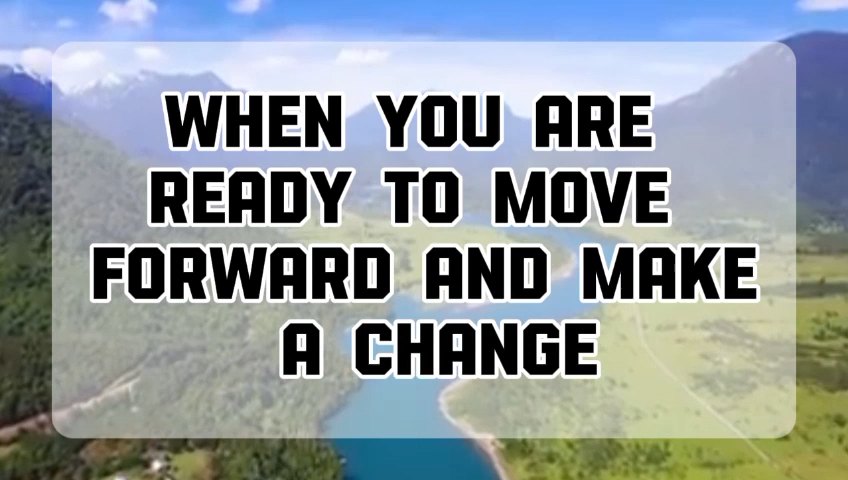 WHEN YOU ARE
READY TO MOVE
FORWARD AND MAKE
A CHANGE